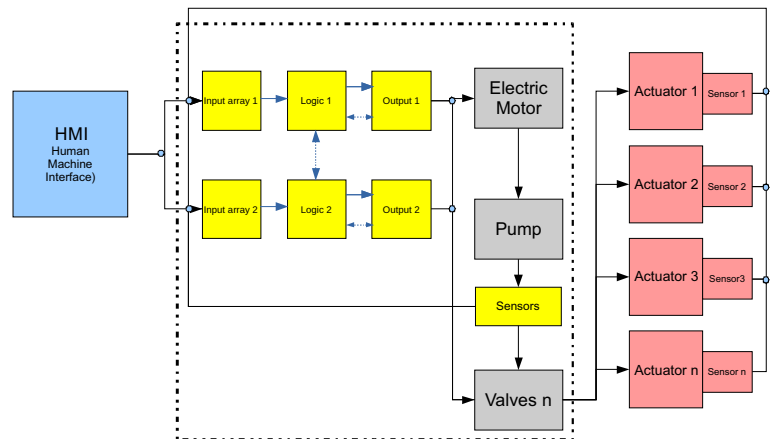 HMI
Human
Machine
Interface)
Input array 1
Logic 1
Output 1
Input array 2
Logic 2
Output 2
Electric
Motor
Pump
Sensors
Valves n
Actuator 1
Sensor 1
Actuator 2
Sensor 2
Actuator 3
Sensor3
Actuator n
Sensor n